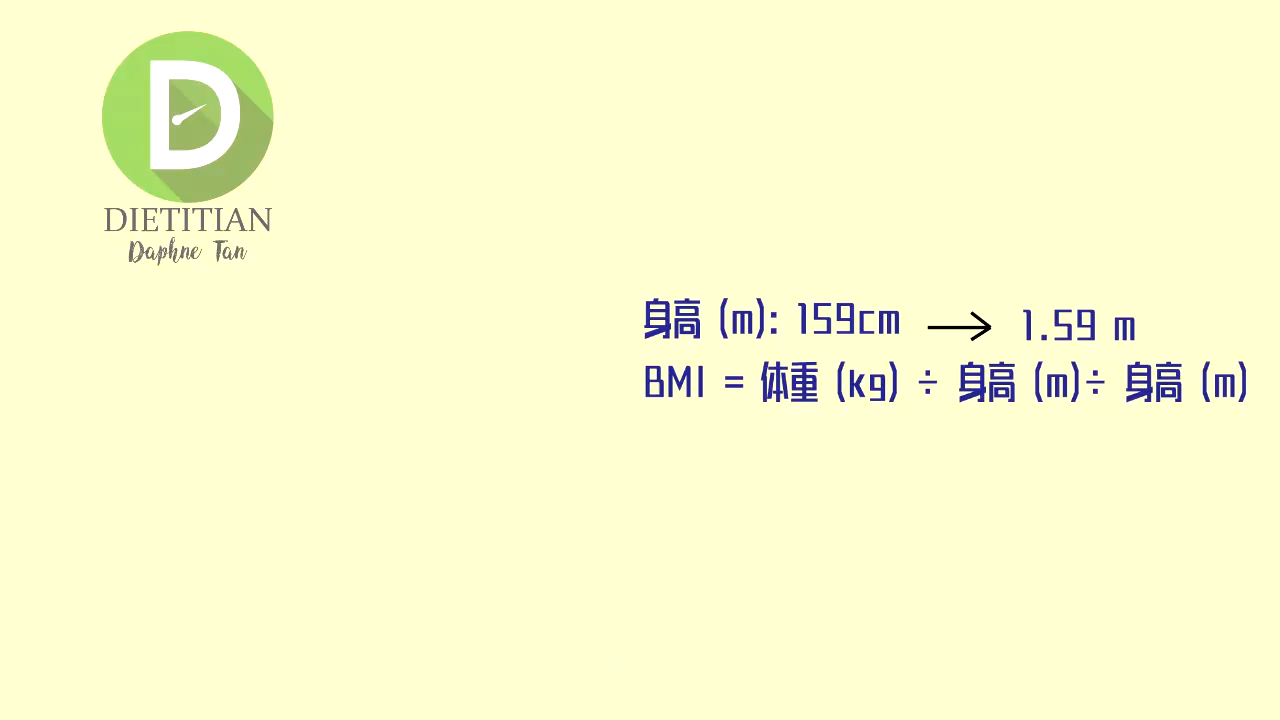 D
DIETITIAN
Daphne Tan
身高 (m): 159cm → 1.59 m
BMI = 体重 (kg) ÷ 身高 (m)÷ 身高 (m)